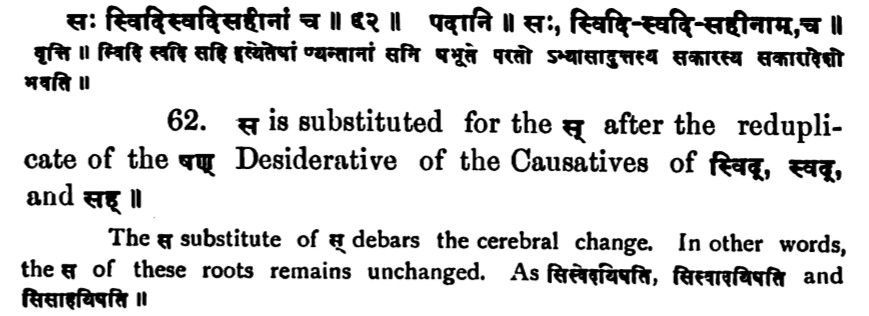 सः स्विदिस्वदिसहीनां च ॥ ६२ ॥ पदानि ॥ सः, स्विदि-स्वदि-सहीनाम्,च ॥
वृत्तिः ॥ स्विदि स्वदि सहि इत्येतेषां ण्यन्तानां सनि षभूते परतो ऽभ्यासादुत्तरस्य सकारस्य सकारादेशो
भवति ॥
62. स is substituted for the स् after the redupli-
cate of the षण् Desiderative of the Causatives of स्विद्, स्वद्,
and सह् ॥
The स substitute of स् debars the cerebral change. In other words,
the स of these roots remains unchanged. As सिस्वेदयिषति, सिस्वादयिषति and
सिसाहयिषति ॥